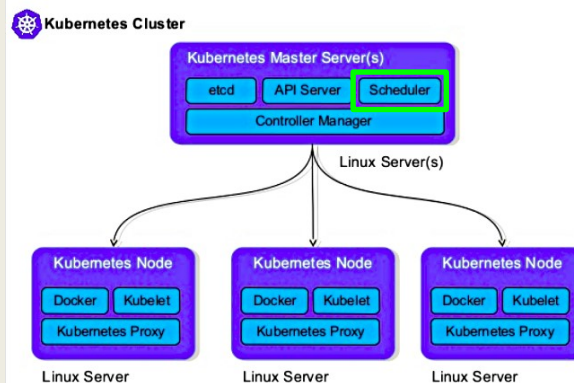 Kubernetes Cluster
Kubernetes Master Server(s)
etcd API Server Scheduler
Controller Manager
Linux Server(s)
Kubernetes Node Kubernetes Node Kubernetes Node
Docker Kubelet Docker Kubelet Docker Kubelet
Kubernetes Proxy Kubernetes Proxy Kubernetes Proxy
Linux Server Linux Server Linux Server